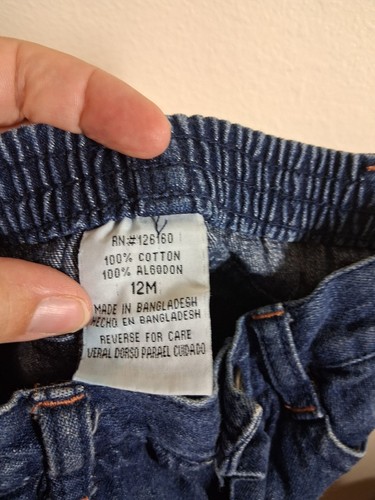 RN#126160
100% COTTON
100% ALGODON
12M
MADE IN BANGLADESH
HECHO EN BANGLADESH
REVERSE FOR CARE
VERAL DORSO PARAEL CUIDADO